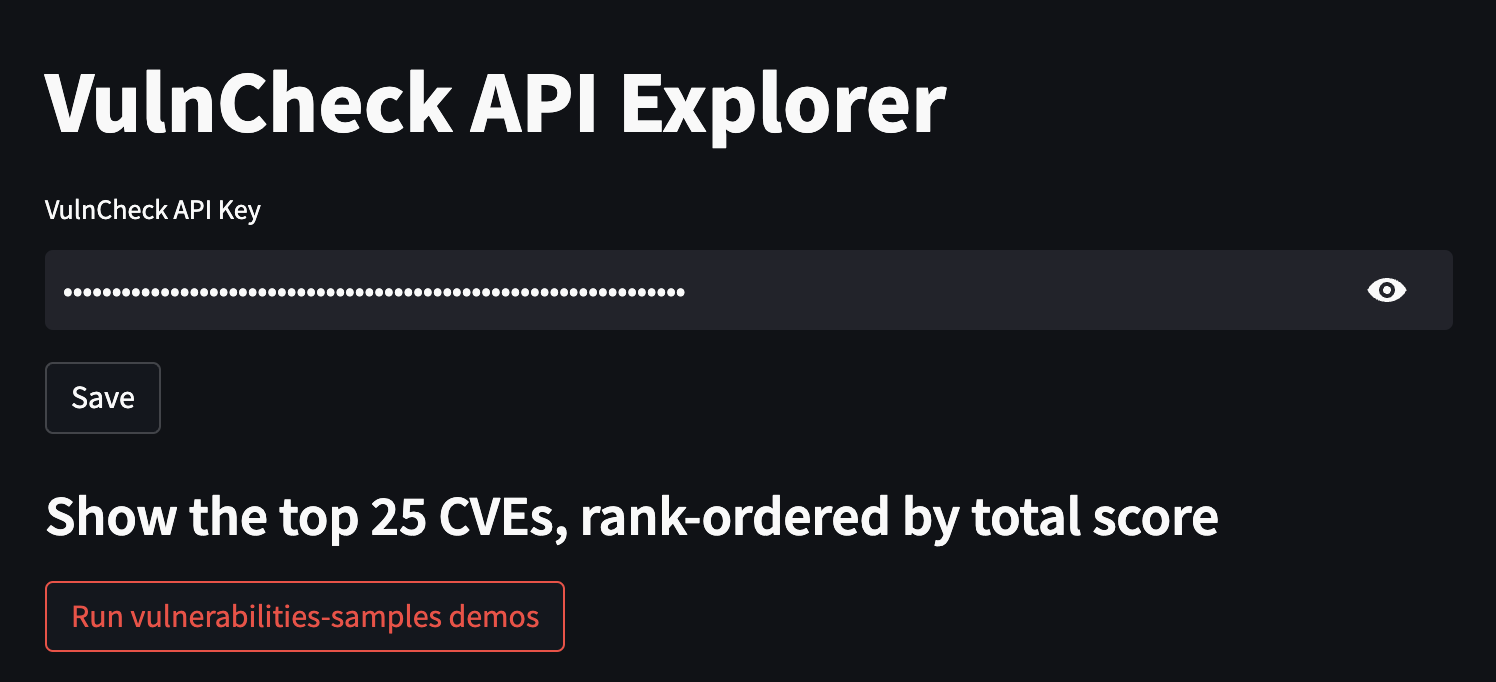 VulnCheck API Explorer
VulnCheck API Key
••••••••••••••••••••••••••••••••••••••••••••••••••••••••••••••••
Save
Show the top 25 CVEs, rank-ordered by total score
Run vulnerabilities-samples demos